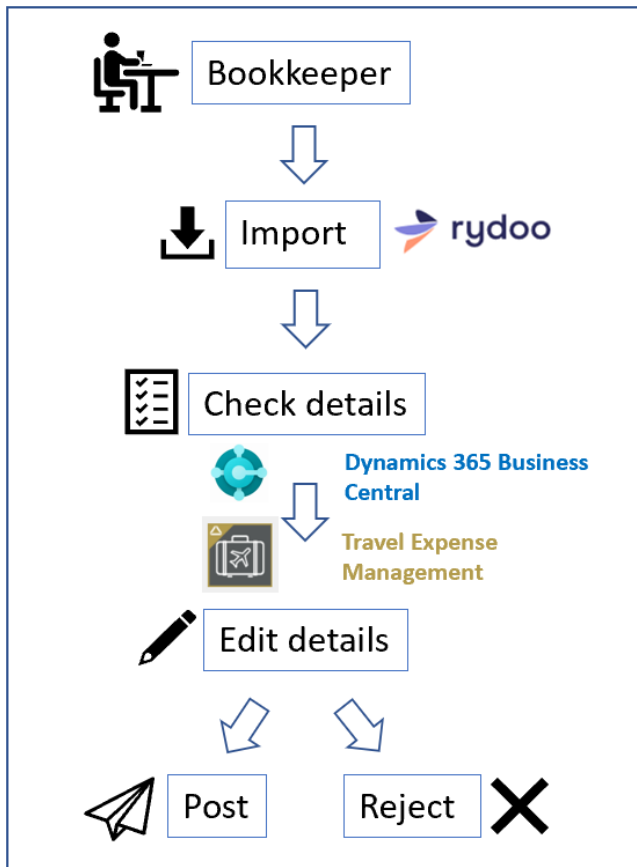 Bookkeeper
Import
rydoo
Check details
Dynamics 365 Business
Central
Travel Expense
Management
Edit details
Post
Reject